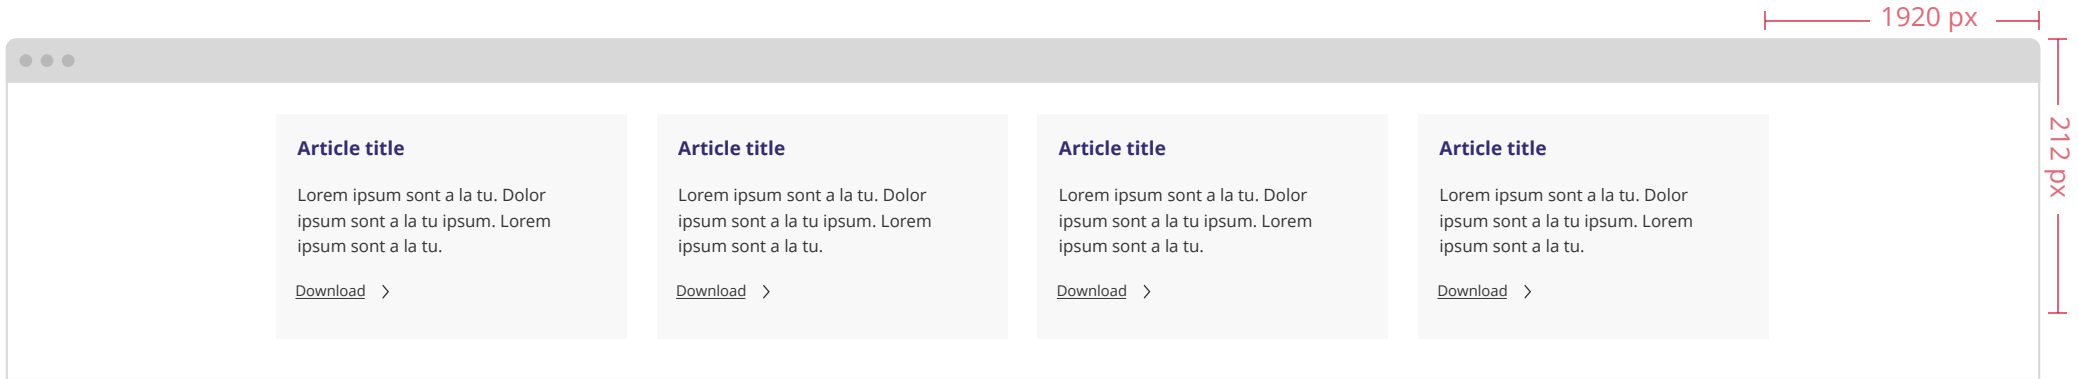 1920 px
212 px
Article title
Lorem ipsum sont a la tu. Dolor
ipsum sont a la tu ipsum. Lorem
ipsum sont a la tu.
Download
Article title
Lorem ipsum sont a la tu. Dolor
ipsum sont a la tu ipsum. Lorem
ipsum sont a la tu.
Download
Article title
Lorem ipsum sont a la tu. Dolor
ipsum sont a la tu ipsum. Lorem
ipsum sont a la tu.
Download
Article title
Lorem ipsum sont a la tu. Dolor
ipsum sont a la tu ipsum. Lorem
ipsum sont a la tu.
Download